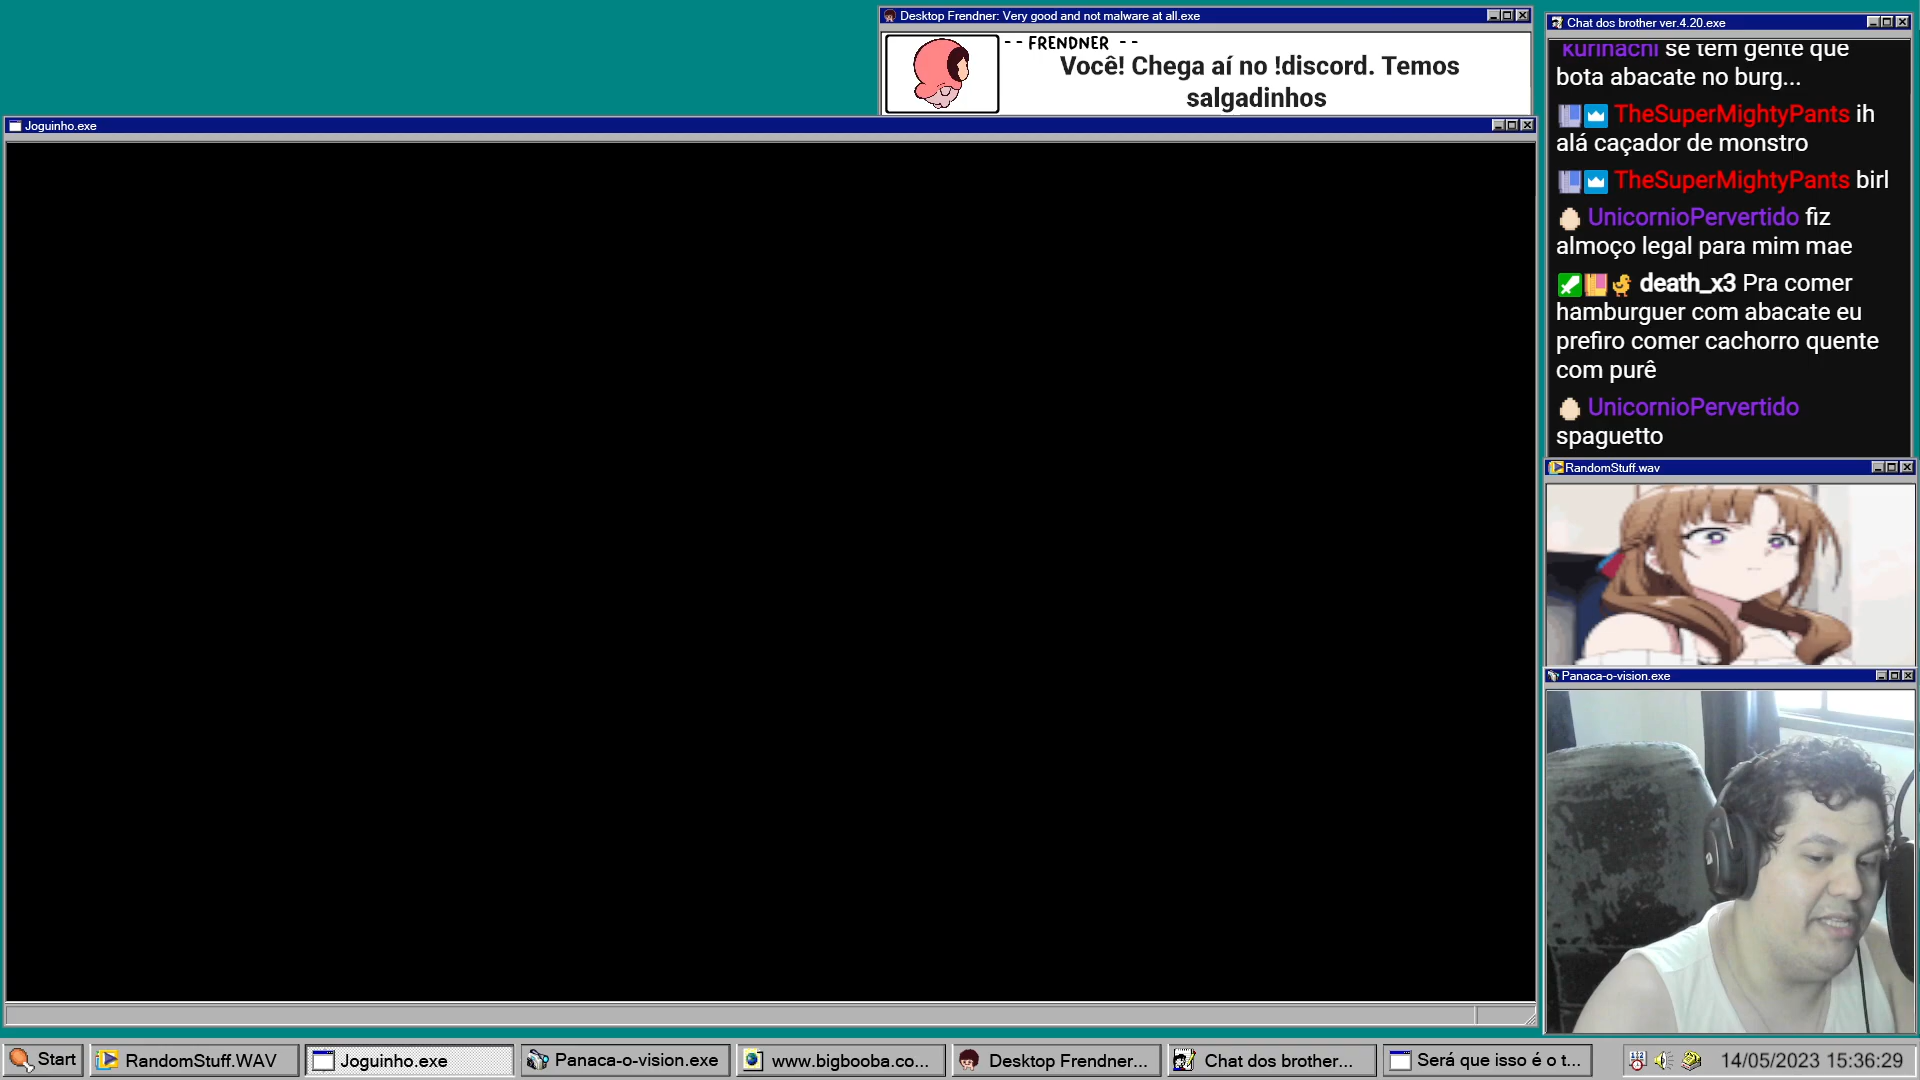 Desktop Frendner: Very good and not malware at all.exe
-- FRENDNER --
Você! Chega aí no !discord. Temos
salgadinhos
Joguinho.exe
Chat dos brother ver.4.20.exe
kurinachi se tem gente que
bota abacate no burg...
TheSuperMightyPants ih
alá caçador de monstro
TheSuperMightyPants birl
UnicornioPervertido fiz
almoço legal para mim mae
death_x3 Pra comer
hamburguer com abacate eu
prefiro comer cachorro quente
com purê
UnicornioPervertido
spaguetto
RandomStuff.wav
Panaca-o-vision.exe
Start
RandomStuff.WAV
Joguinho.exe
Panaca-o-vision.exe
www.bigbooba.co...
Desktop Frendner...
Chat dos brother...
Será que isso é o t...
14/05/2023 15:36:29